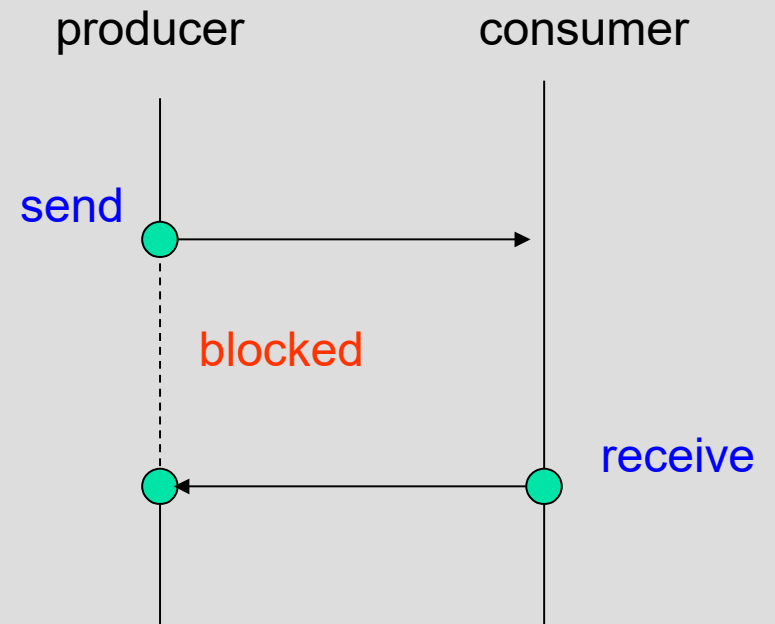 producer
consumer
send
blocked
receive